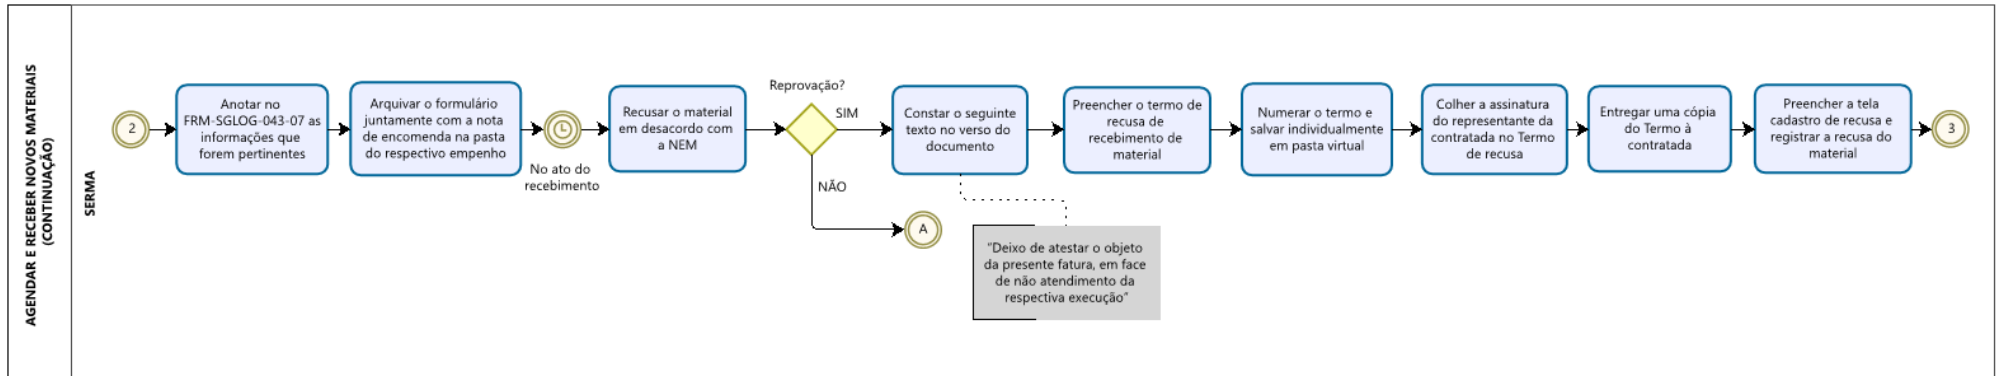 AGENDAR E RECEBER NOVOS MATERIAIS
(CONTINUAÇÃO)
SERMA
2
Anotar no
FRM-SGLOG-043-07 as
informações que
forem pertinentes
Arquivar o formulário
juntamente com a nota
de encomenda na pasta
do respectivo empenho
No ato do
recebimento
Recusar o material
em desacordo com
a NEM
Reprovação?
SIM
NÃO
A
Constar o seguinte
texto no verso do
documento
"Deixo de atestar o objeto
da presente fatura, em face
de não atendimento da
respectiva execução"
Preencher o termo de
recusa de
recebimento de
material
Numerar o termo e
salvar individualmente
em pasta virtual
Colher a assinatura
do representante da
contratada no Termo
de recusa
Entregar uma cópia
do Termo à
contratada
Preencher a tela
cadastro de recusa e
registrar a recusa do
material
3